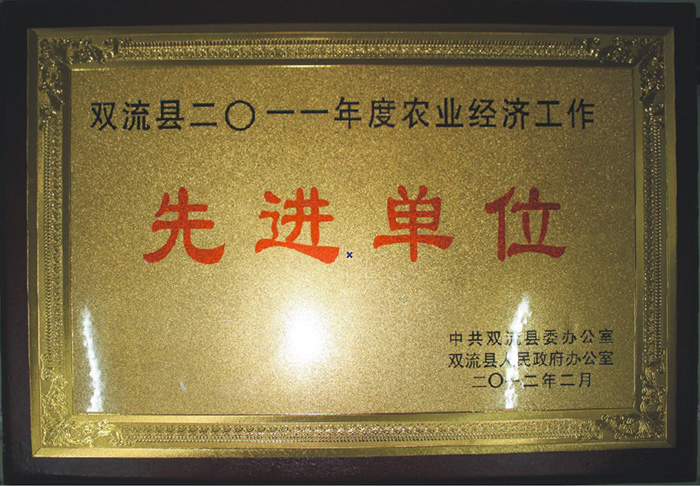 双流县二〇一一年度农业经济工作
先进单位
中共双流县委办公室
双流县人民政府办公室
二〇一二年二月